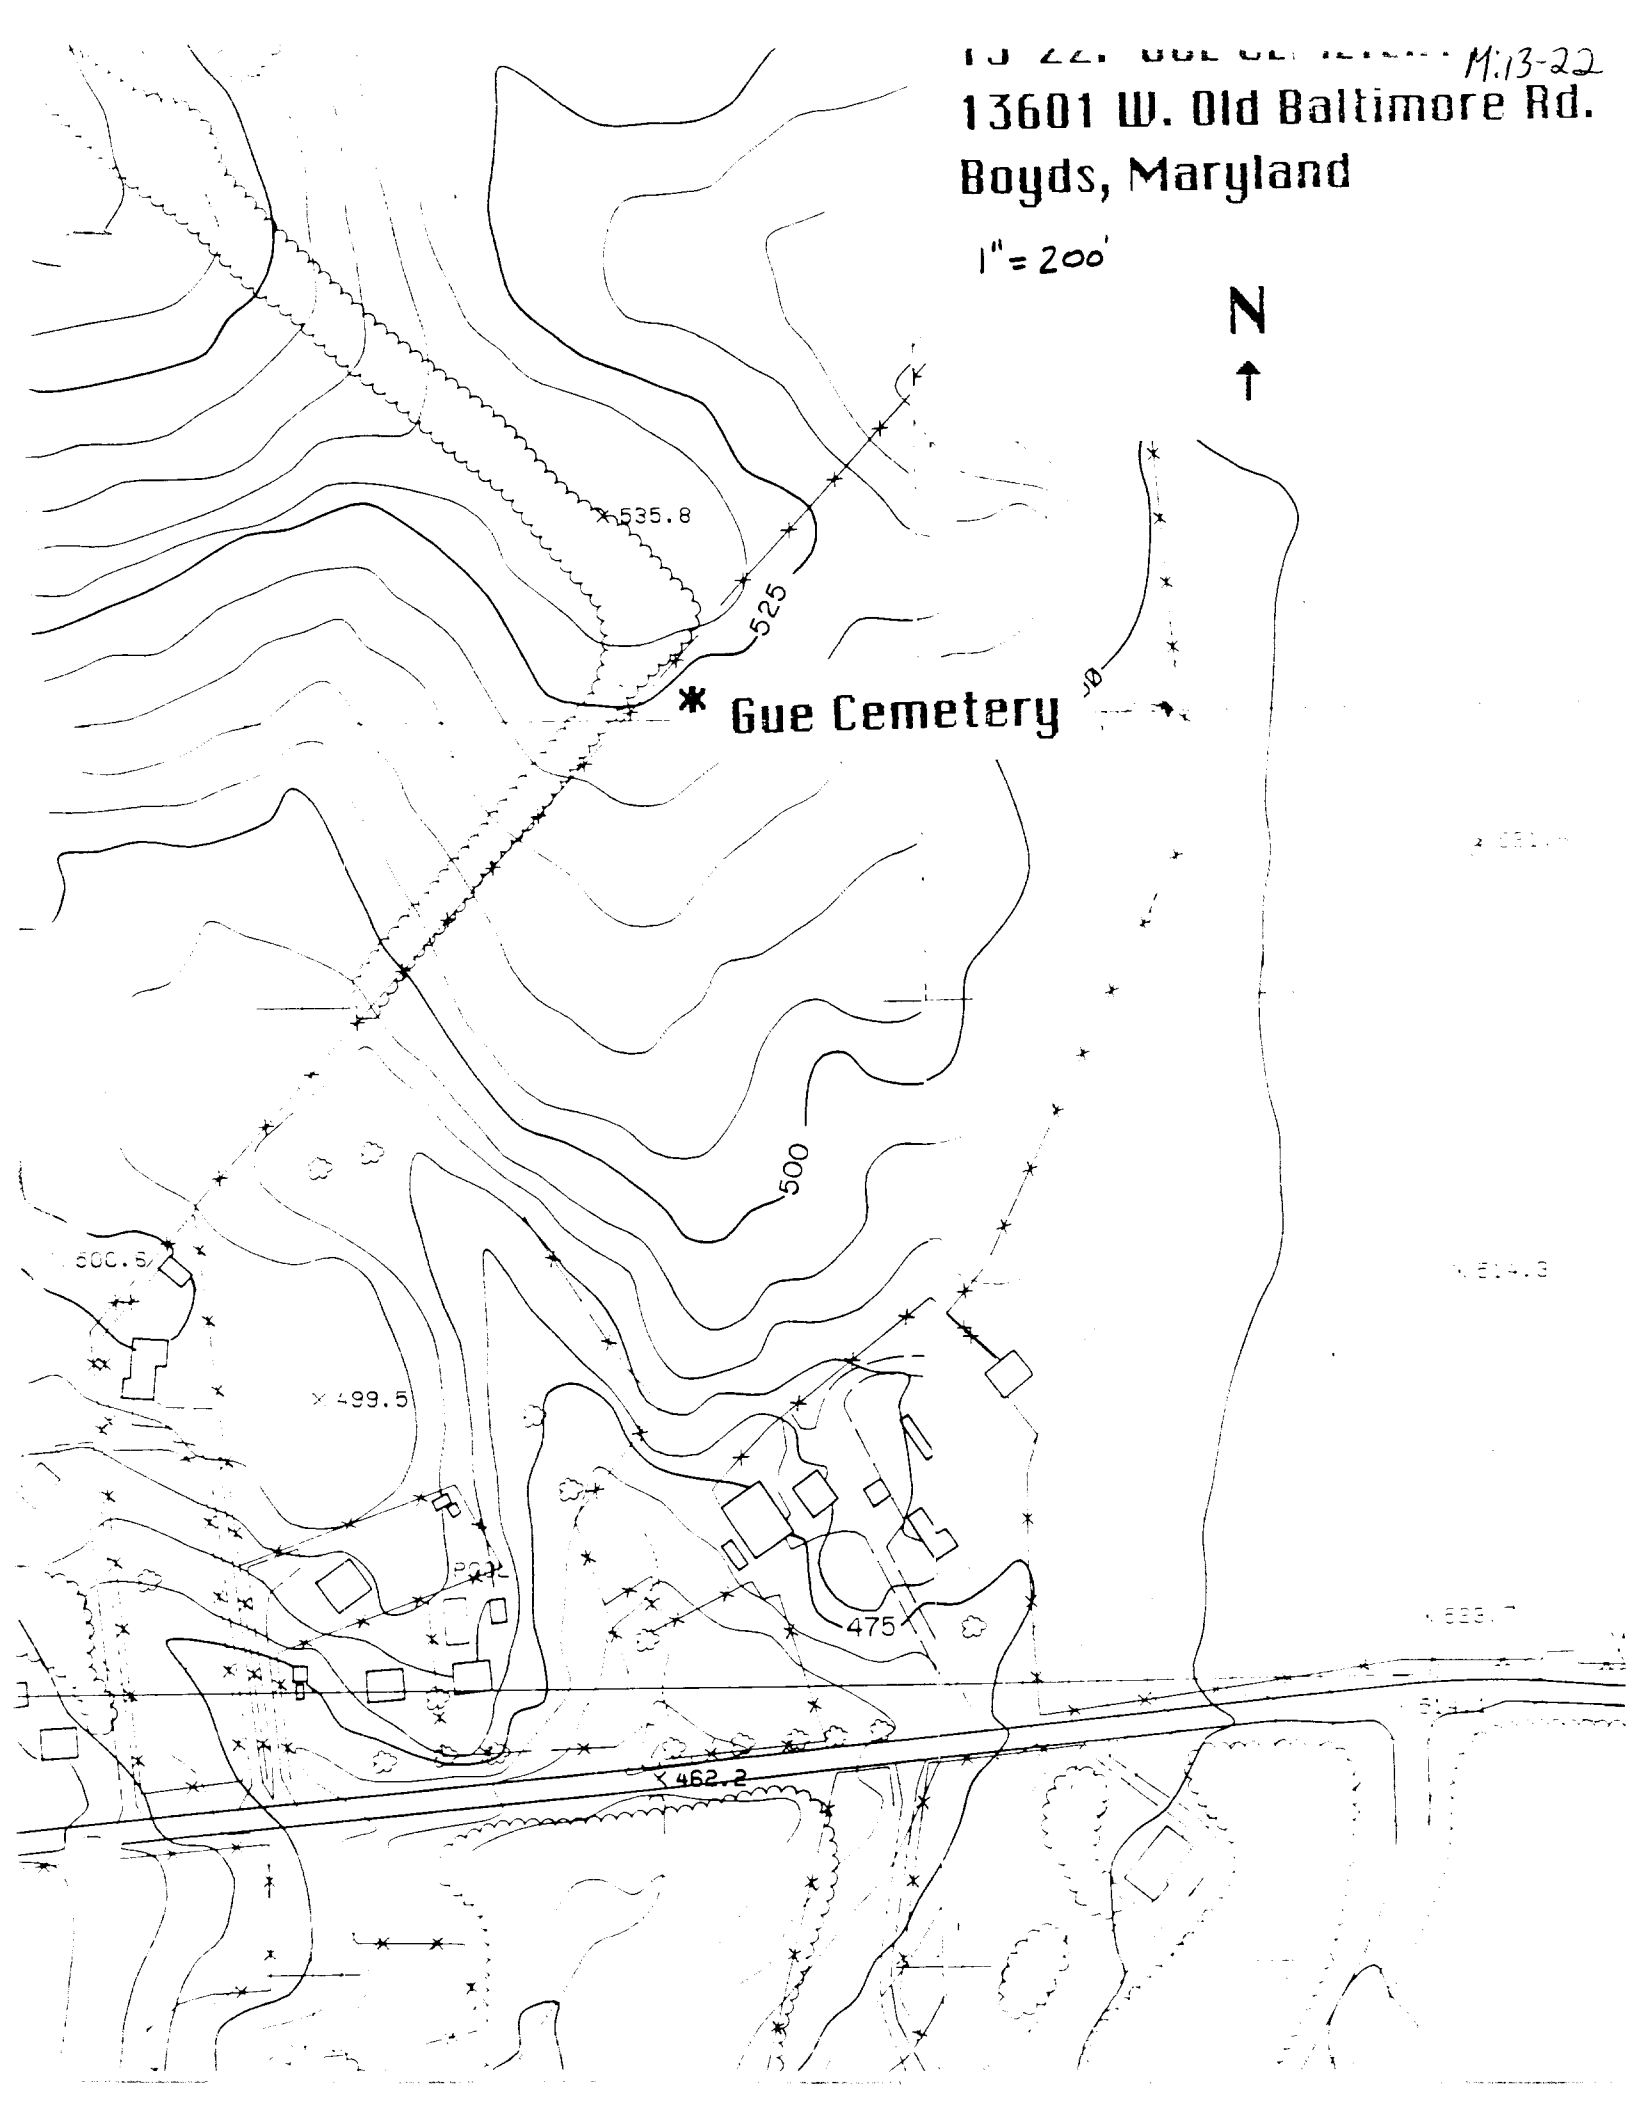 M:13-22
13601 W. Old Baltimore Rd.
Boyds, Maryland
1"=200'
N
535.8
525
* Gue Cemetery
500
499.5
POOL
475
462.2